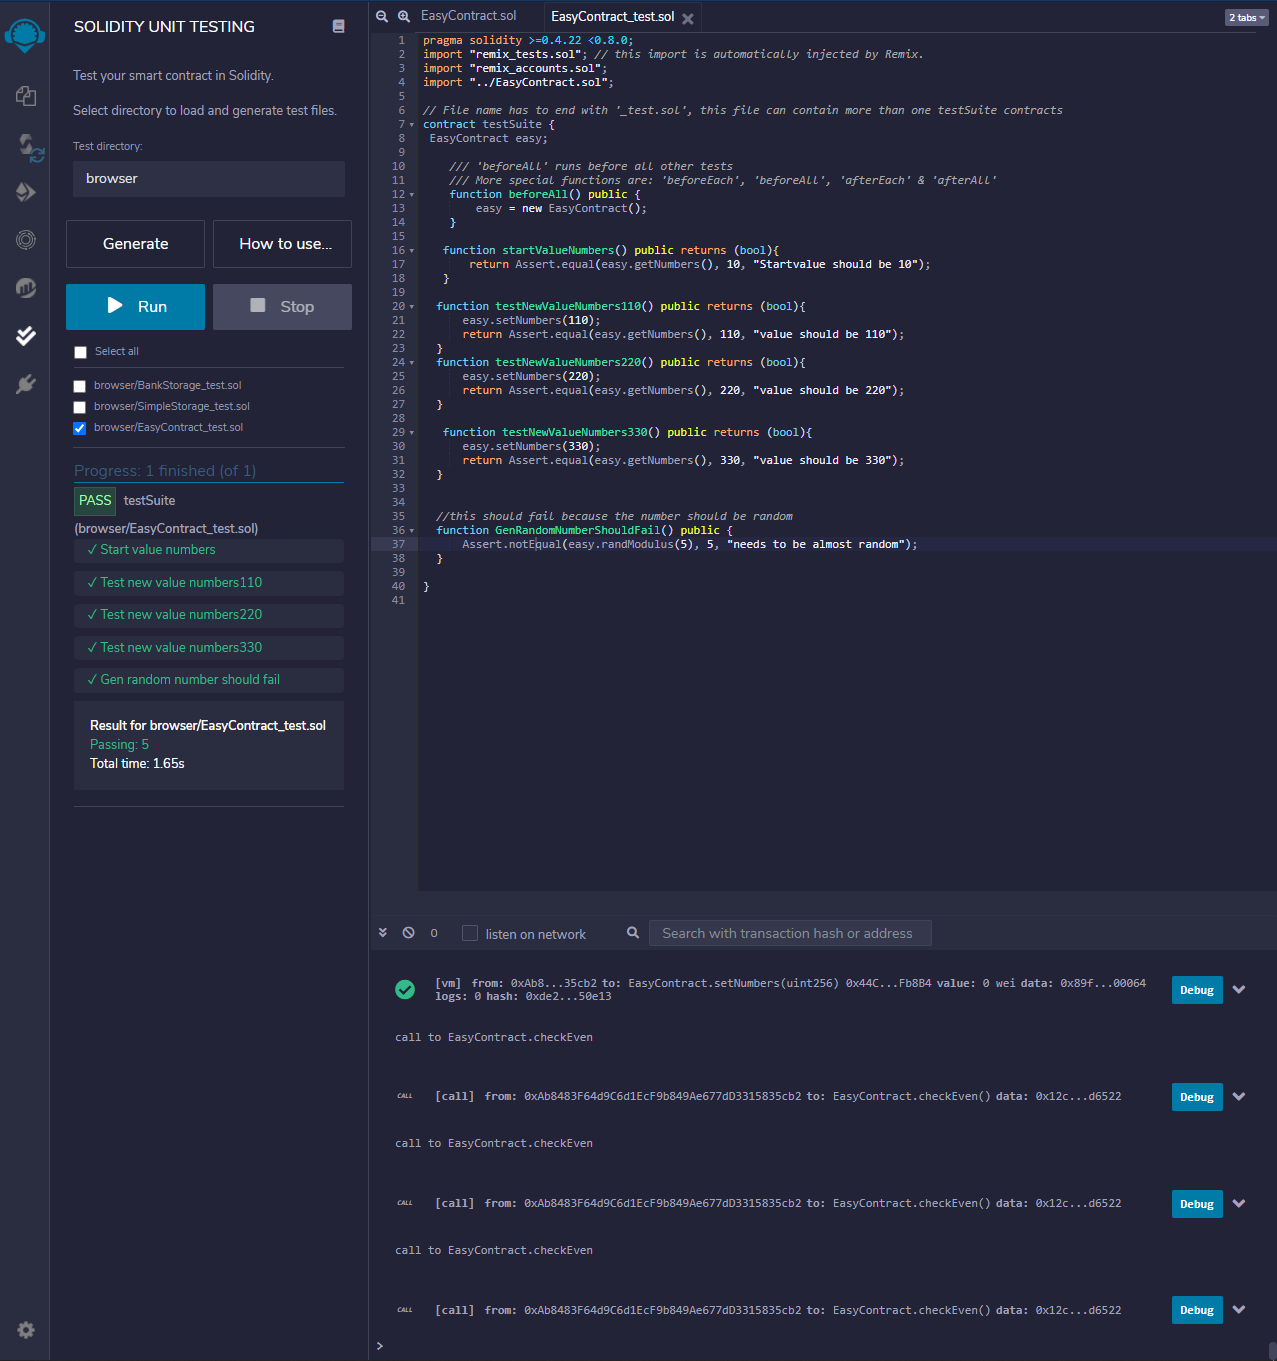 SOLIDITY UNIT TESTING
Test your smart contract in Solidity.
Select directory to load and generate test files.
Test directory:
browser
Generate
How to use...
Run
Stop
Select all
browser/BankStorage_test.sol
browser/SimpleStorage_test.sol
browser/EasyContract_test.sol
Progress: 1 finished (of 1)
PASS testSuite
(browser/EasyContract_test.sol)
✓ Start value numbers
✓ Test new value numbers110
✓ Test new value numbers220
✓ Test new value numbers330
✓ Gen random number should fail
Result for browser/EasyContract_test.sol
Passing: 5
Total time: 1.65s
EasyContract.sol
EasyContract_test.sol
2 tabs
1 pragma solidity >=0.4.22 <0.8.0;
2 import "remix_tests.sol"; // this import is automatically injected by Remix.
3 import "remix_accounts.sol";
4 import "../EasyContract.sol";
5
6 // File name has to end with '_test.sol', this file can contain more than one testSuite contracts
7 contract testSuite {
8 EasyContract easy;
9
10 /// 'beforeAll' runs before all other tests
11 /// More special functions are: 'beforeEach', 'beforeAll', 'afterEach' & 'afterAll'
12 function beforeAll() public {
13 easy = new EasyContract();
14 }
15
16 function startValueNumbers() public returns (bool){
17 return Assert.equal(easy.getNumbers(), 10, "Startvalue should be 10");
18 }
19
20 function testNewValueNumbers110() public returns (bool){
21 easy.setNumbers(110);
22 return Assert.equal(easy.getNumbers(), 110, "value should be 110");
23 }
24 function testNewValueNumbers220() public returns (bool){
25 easy.setNumbers(220);
26 return Assert.equal(easy.getNumbers(), 220, "value should be 220");
27 }
28
29 function testNewValueNumbers330() public returns (bool){
30 easy.setNumbers(330);
31 return Assert.equal(easy.getNumbers(), 330, "value should be 330");
32 }
33
34
35 //this should fail because the number should be random
36 function GenRandomNumberShouldFail() public {
37 Assert.notEqual(easy.randModulus(5), 5, "needs to be almost random");
38 }
39
40 }
41
0
listen on network
Search with transaction hash or address
[vm] from: 0xAb8...35cb2 to: EasyContract.setNumbers(uint256) 0x44C...Fb8B4 value: 0 wei data: 0x89f...00064
logs: 0 hash: 0xde2...50e13
Debug
call to EasyContract.checkEven
CALL [call] from: 0xAb8483F64d9C6d1EcF9b849Ae677dD3315835cb2 to: EasyContract.checkEven() data: 0x12c...d6522
Debug
call to EasyContract.checkEven
CALL [call] from: 0xAb8483F64d9C6d1EcF9b849Ae677dD3315835cb2 to: EasyContract.checkEven() data: 0x12c...d6522
Debug
call to EasyContract.checkEven
CALL [call] from: 0xAb8483F64d9C6d1EcF9b849Ae677dD3315835cb2 to: EasyContract.checkEven() data: 0x12c...d6522
Debug
>